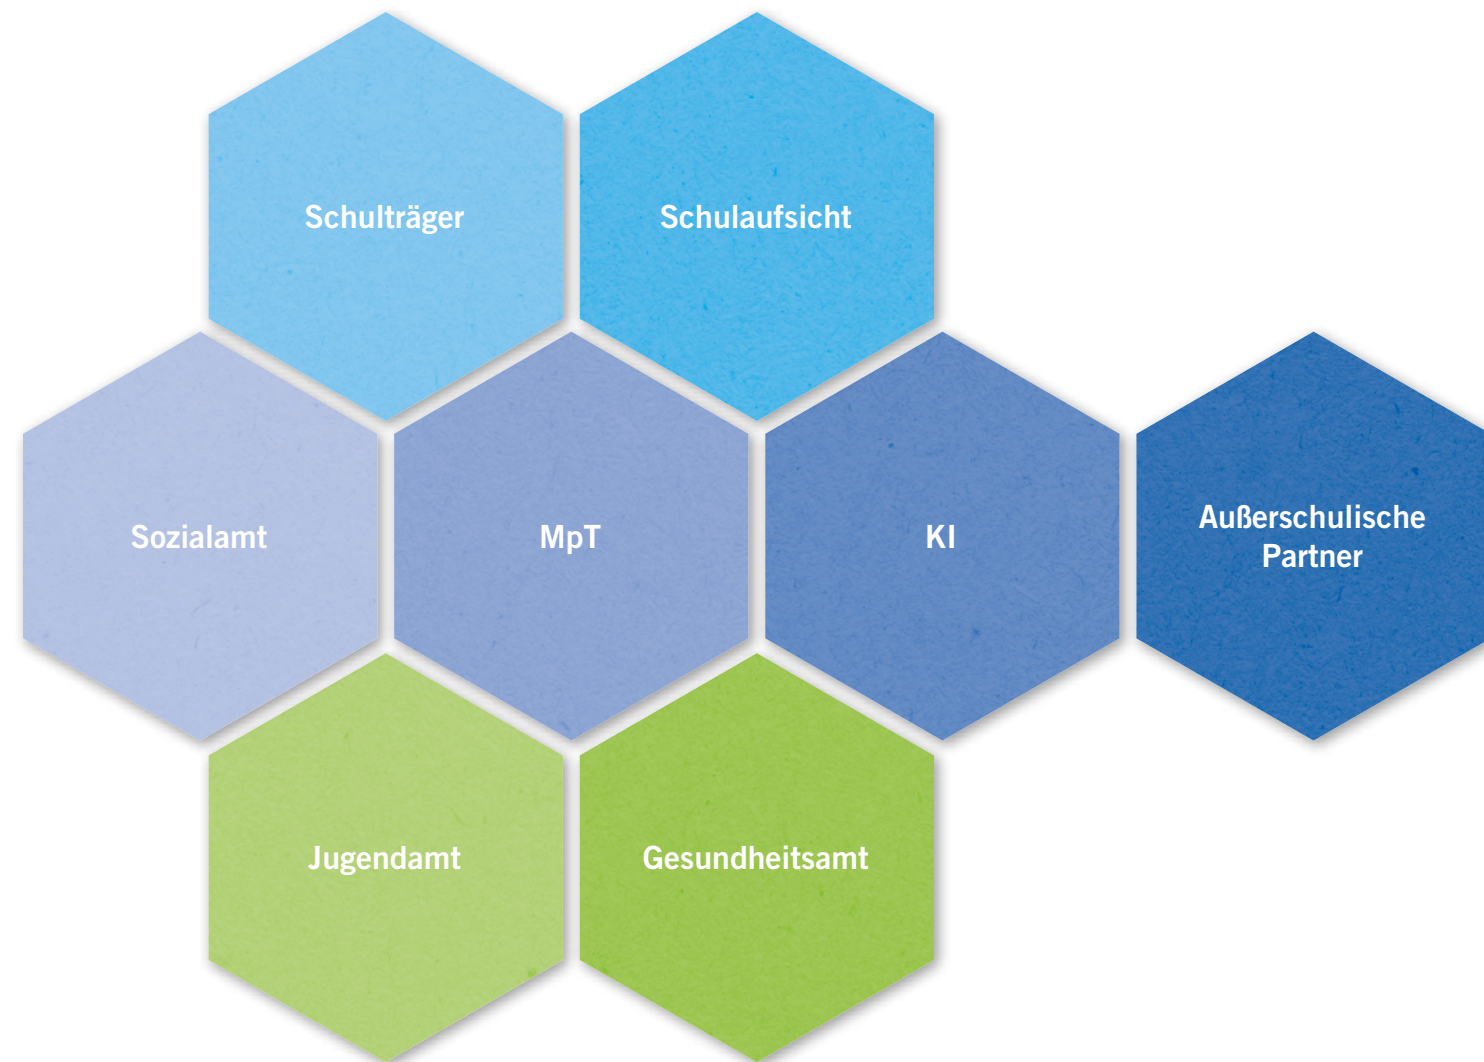 Schulträger
Schulaufsicht
Sozialamt
MpT
KI
Außerschulische
Partner
Jugendamt
Gesundheitsamt